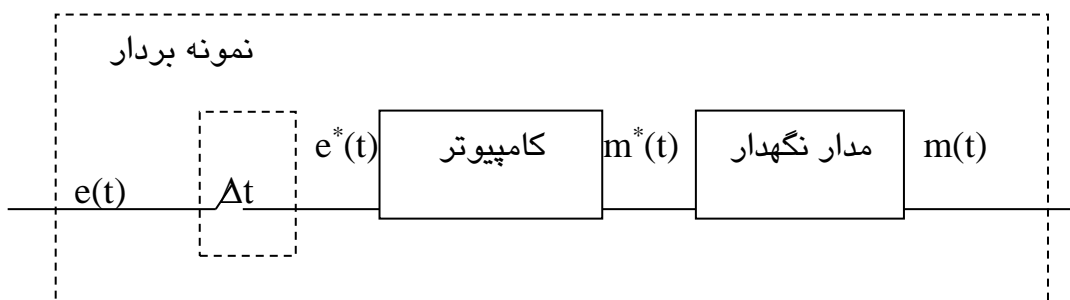 نمونه بردار
e(t)
Δt
e*(t)
کامپیوتر
m*(t)
مدار نگهدار
m(t)